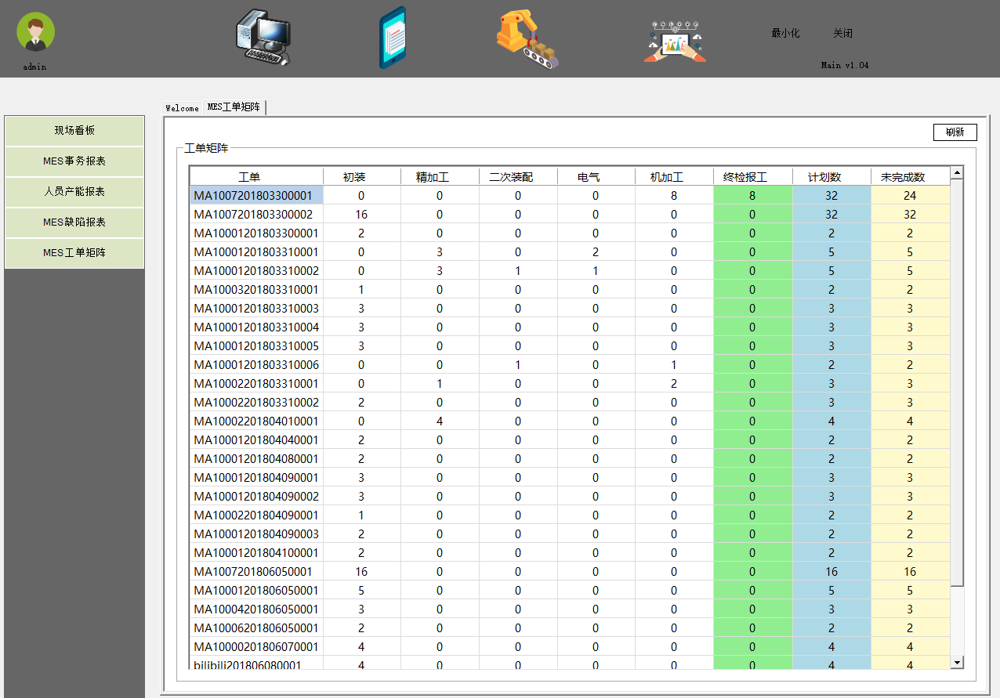 admin
最小化 关闭
Main v1.04
Welcome MES工单矩阵
现场看板
MES事务报表
人员产能报表
MES缺陷报表
MES工单矩阵
刷新
工单矩阵
工单 初装 精加工 二次装配 电气 机加工 终检报工 计划数 未完成数
MA1007201803300001 0 0 0 0 8 8 32 24
MA1007201803300002 16 0 0 0 0 0 32 32
MA10001201803300001 2 0 0 0 0 0 2 2
MA10001201803310001 0 3 0 2 0 0 5 5
MA10001201803310002 0 3 1 1 0 0 5 5
MA10003201803310001 1 0 0 0 0 0 2 2
MA10001201803310003 3 0 0 0 0 0 3 3
MA10001201803310004 3 0 0 0 0 0 3 3
MA10001201803310005 3 0 0 0 0 0 3 3
MA10001201803310006 0 0 1 0 1 0 2 2
MA10002201803310001 0 1 0 0 2 0 3 3
MA10002201803310002 2 0 0 0 0 0 3 3
MA10002201804010001 0 4 0 0 0 0 4 4
MA10001201804040001 2 0 0 0 0 0 2 2
MA10001201804080001 2 0 0 0 0 0 2 2
MA10001201804090001 3 0 0 0 0 0 3 3
MA10001201804090002 3 0 0 0 0 0 3 3
MA10002201804090001 1 0 0 0 0 0 2 2
MA10001201804090003 2 0 0 0 0 0 2 2
MA10001201804100001 2 0 0 0 0 0 2 2
MA1007201806050001 16 0 0 0 0 0 16 16
MA10001201806050001 5 0 0 0 0 0 5 5
MA10004201806050001 3 0 0 0 0 0 3 3
MA10006201806050001 2 0 0 0 0 0 2 2
MA10000201806070001 4 0 0 0 0 0 4 4
bilibili201806080001 4 0 0 0 0 0 4 4